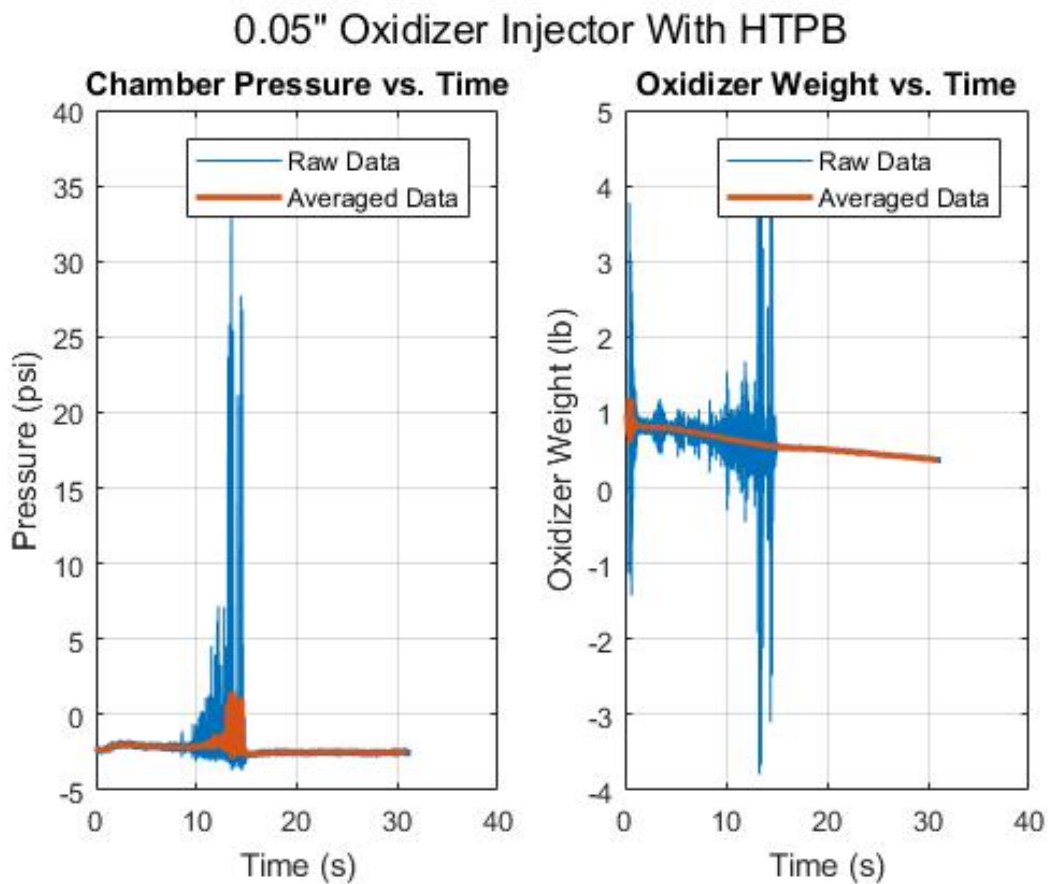 0.05" Oxidizer Injector With HTPB
Chamber Pressure vs. Time
40
35
30
25
20
15
10
5
0
-5
Pressure (psi)
Raw Data
Averaged Data
0 10 20 30 40
Time (s)
Oxidizer Weight vs. Time
5
4
3
2
1
0
-1
-2
-3
-4
Oxidizer Weight (lb)
Raw Data
Averaged Data
0 10 20 30 40
Time (s)